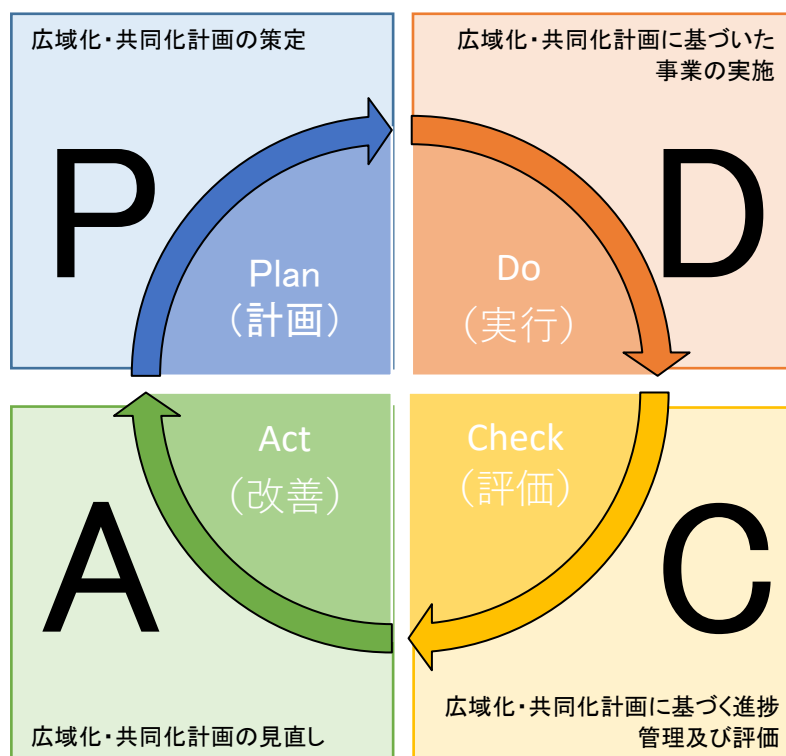 広域化・共同化計画の策定
P
Plan
（計画）
広域化・共同化計画に基づいた
事業の実施
D
Do
（実行）
Act
（改善）
A
広域化・共同化計画の見直し
Check
（評価）
C
広域化・共同化計画に基づく進捗
管理及び評価